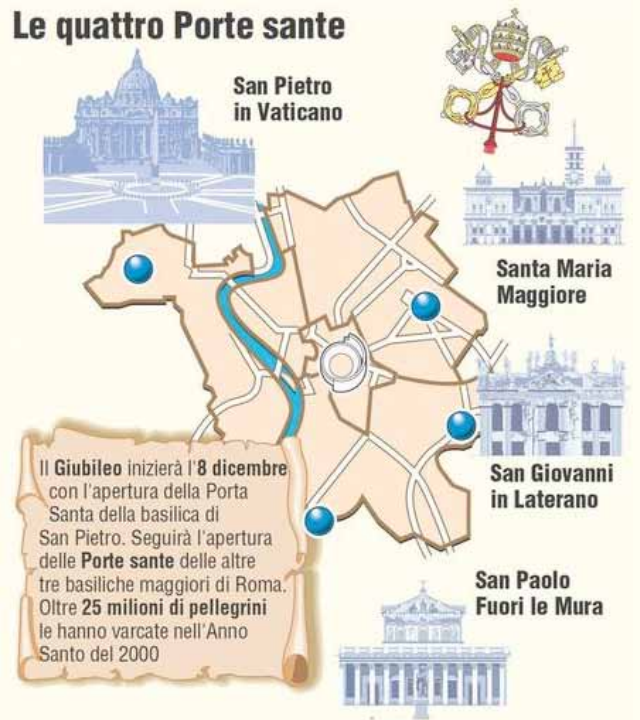 Le quattro Porte sante
San Pietro
in Vaticano
Santa Maria
Maggiore
San Giovanni
in Laterano
San Paolo
Fuori le Mura
Il Giubileo inizierà l'8 dicembre
con l'apertura della Porta
Santa della basilica di
San Pietro. Seguirà l'apertura
delle Porte sante delle altre
tre basiliche maggiori di Roma.
Oltre 25 milioni di pellegrini
le hanno varcate nell'Anno
Santo del 2000